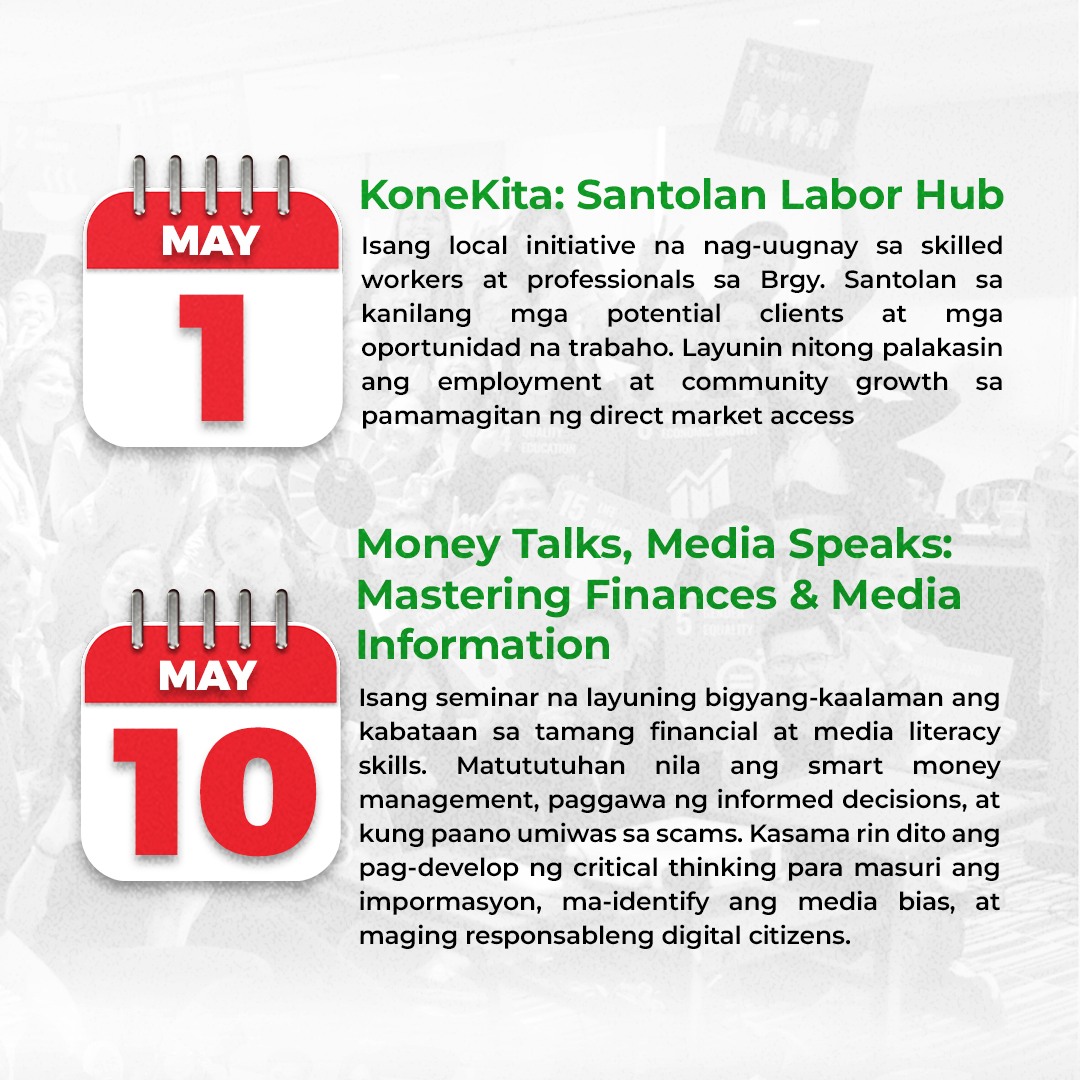 MAY
1
KoneKita: Santolan Labor Hub
Isang local initiative na nag-uugnay sa skilled
workers at professionals sa Brgy. Santolan sa
kanilang mga potential clients at mga
oportunidad na trabaho. Layunin nitong palakasin
ang employment at community growth sa
pamamagitan ng direct market access
MAY
10
Money Talks, Media Speaks:
Mastering Finances & Media
Information
Isang seminar na layuning bigyang-kaalaman ang
kabataan sa tamang financial at media literacy
skills. Matututuhan nila ang smart money
management, paggawa ng informed decisions, at
kung paano umiwas sa scams. Kasama rin dito ang
pag-develop ng critical thinking para masuri ang
impormasyon, ma-identify ang media bias, at
maging responsableng digital citizens.